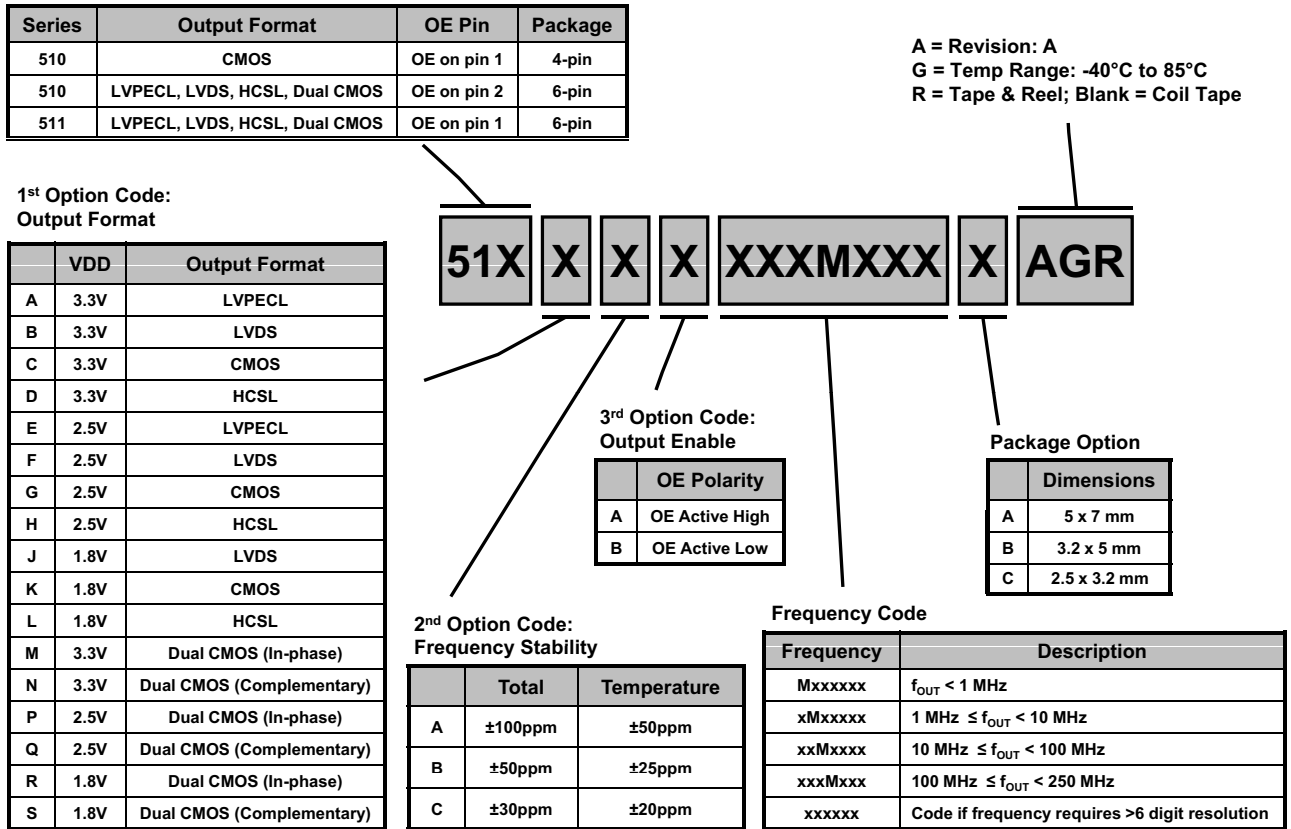 Series Output Format OE Pin Package
510 CMOS OE on pin 1 4-pin
510 LVPECL, LVDS, HCSL, Dual CMOS OE on pin 2 6-pin
511 LVPECL, LVDS, HCSL, Dual CMOS OE on pin 1 6-pin
A = Revision: A
G = Temp Range: -40°C to 85°C
R = Tape & Reel; Blank = Coil Tape
51X X X X XXXMXXX X AGR
1st Option Code:
Output Format
VDD Output Format
A 3.3V LVPECL
B 3.3V LVDS
C 3.3V CMOS
D 3.3V HCSL
E 2.5V LVPECL
F 2.5V LVDS
G 2.5V CMOS
H 2.5V HCSL
J 1.8V LVDS
K 1.8V CMOS
L 1.8V HCSL
M 3.3V Dual CMOS (In-phase)
N 3.3V Dual CMOS (Complementary)
P 2.5V Dual CMOS (In-phase)
Q 2.5V Dual CMOS (Complementary)
R 1.8V Dual CMOS (In-phase)
S 1.8V Dual CMOS (Complementary)
2nd Option Code:
Frequency Stability
Total Temperature
A ±100ppm ±50ppm
B ±50ppm ±25ppm
C ±30ppm ±20ppm
3rd Option Code:
Output Enable
OE Polarity
A OE Active High
B OE Active Low
Package Option
Dimensions
A 5 x 7 mm
B 3.2 x 5 mm
C 2.5 x 3.2 mm
Frequency Code
Frequency Description
Mxxxxxx fOUT < 1 MHz
xMxxxxx 1 MHz ≤ fOUT < 10 MHz
xxMxxxx 10 MHz ≤ fOUT < 100 MHz
xxxMxxx 100 MHz ≤ fOUT < 250 MHz
xxxxxx Code if frequency requires >6 digit resolution